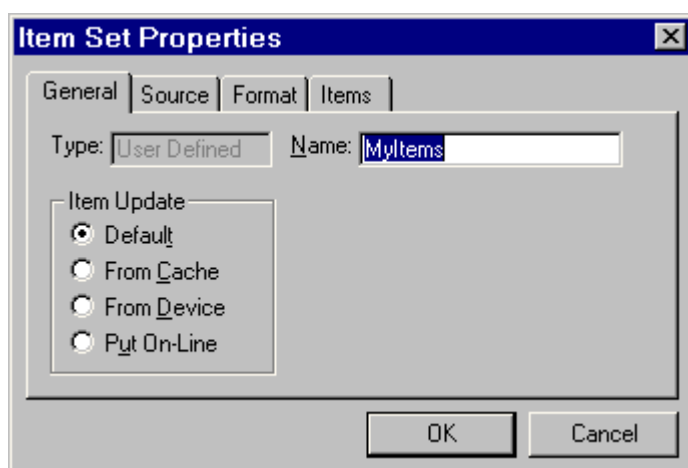 Item Set Properties
General Source Format Items
Type: User Defined Name: MyItems
Item Update
Default
From Cache
From Device
Put On-Line
OK Cancel